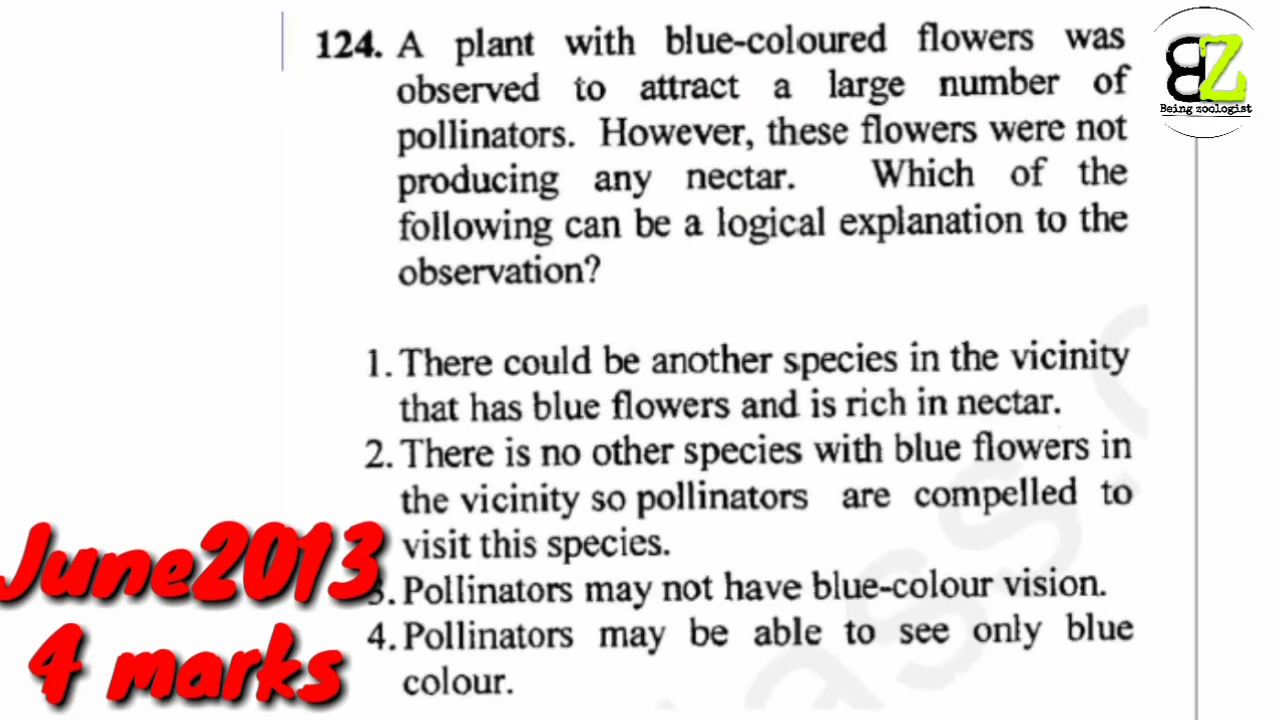 124. A plant with blue-coloured flowers was
observed to attract a large number of
pollinators. However, these flowers were not
producing any nectar. Which of the
following can be a logical explanation to the
observation?
1. There could be another species in the vicinity
that has blue flowers and is rich in nectar.
2. There is no other species with blue flowers in
the vicinity so pollinators are compelled to
visit this species.
3. Pollinators may not have blue-colour vision.
4. Pollinators may be able to see only blue
colour.
June2013
4 marks
BZ
Being zoologist